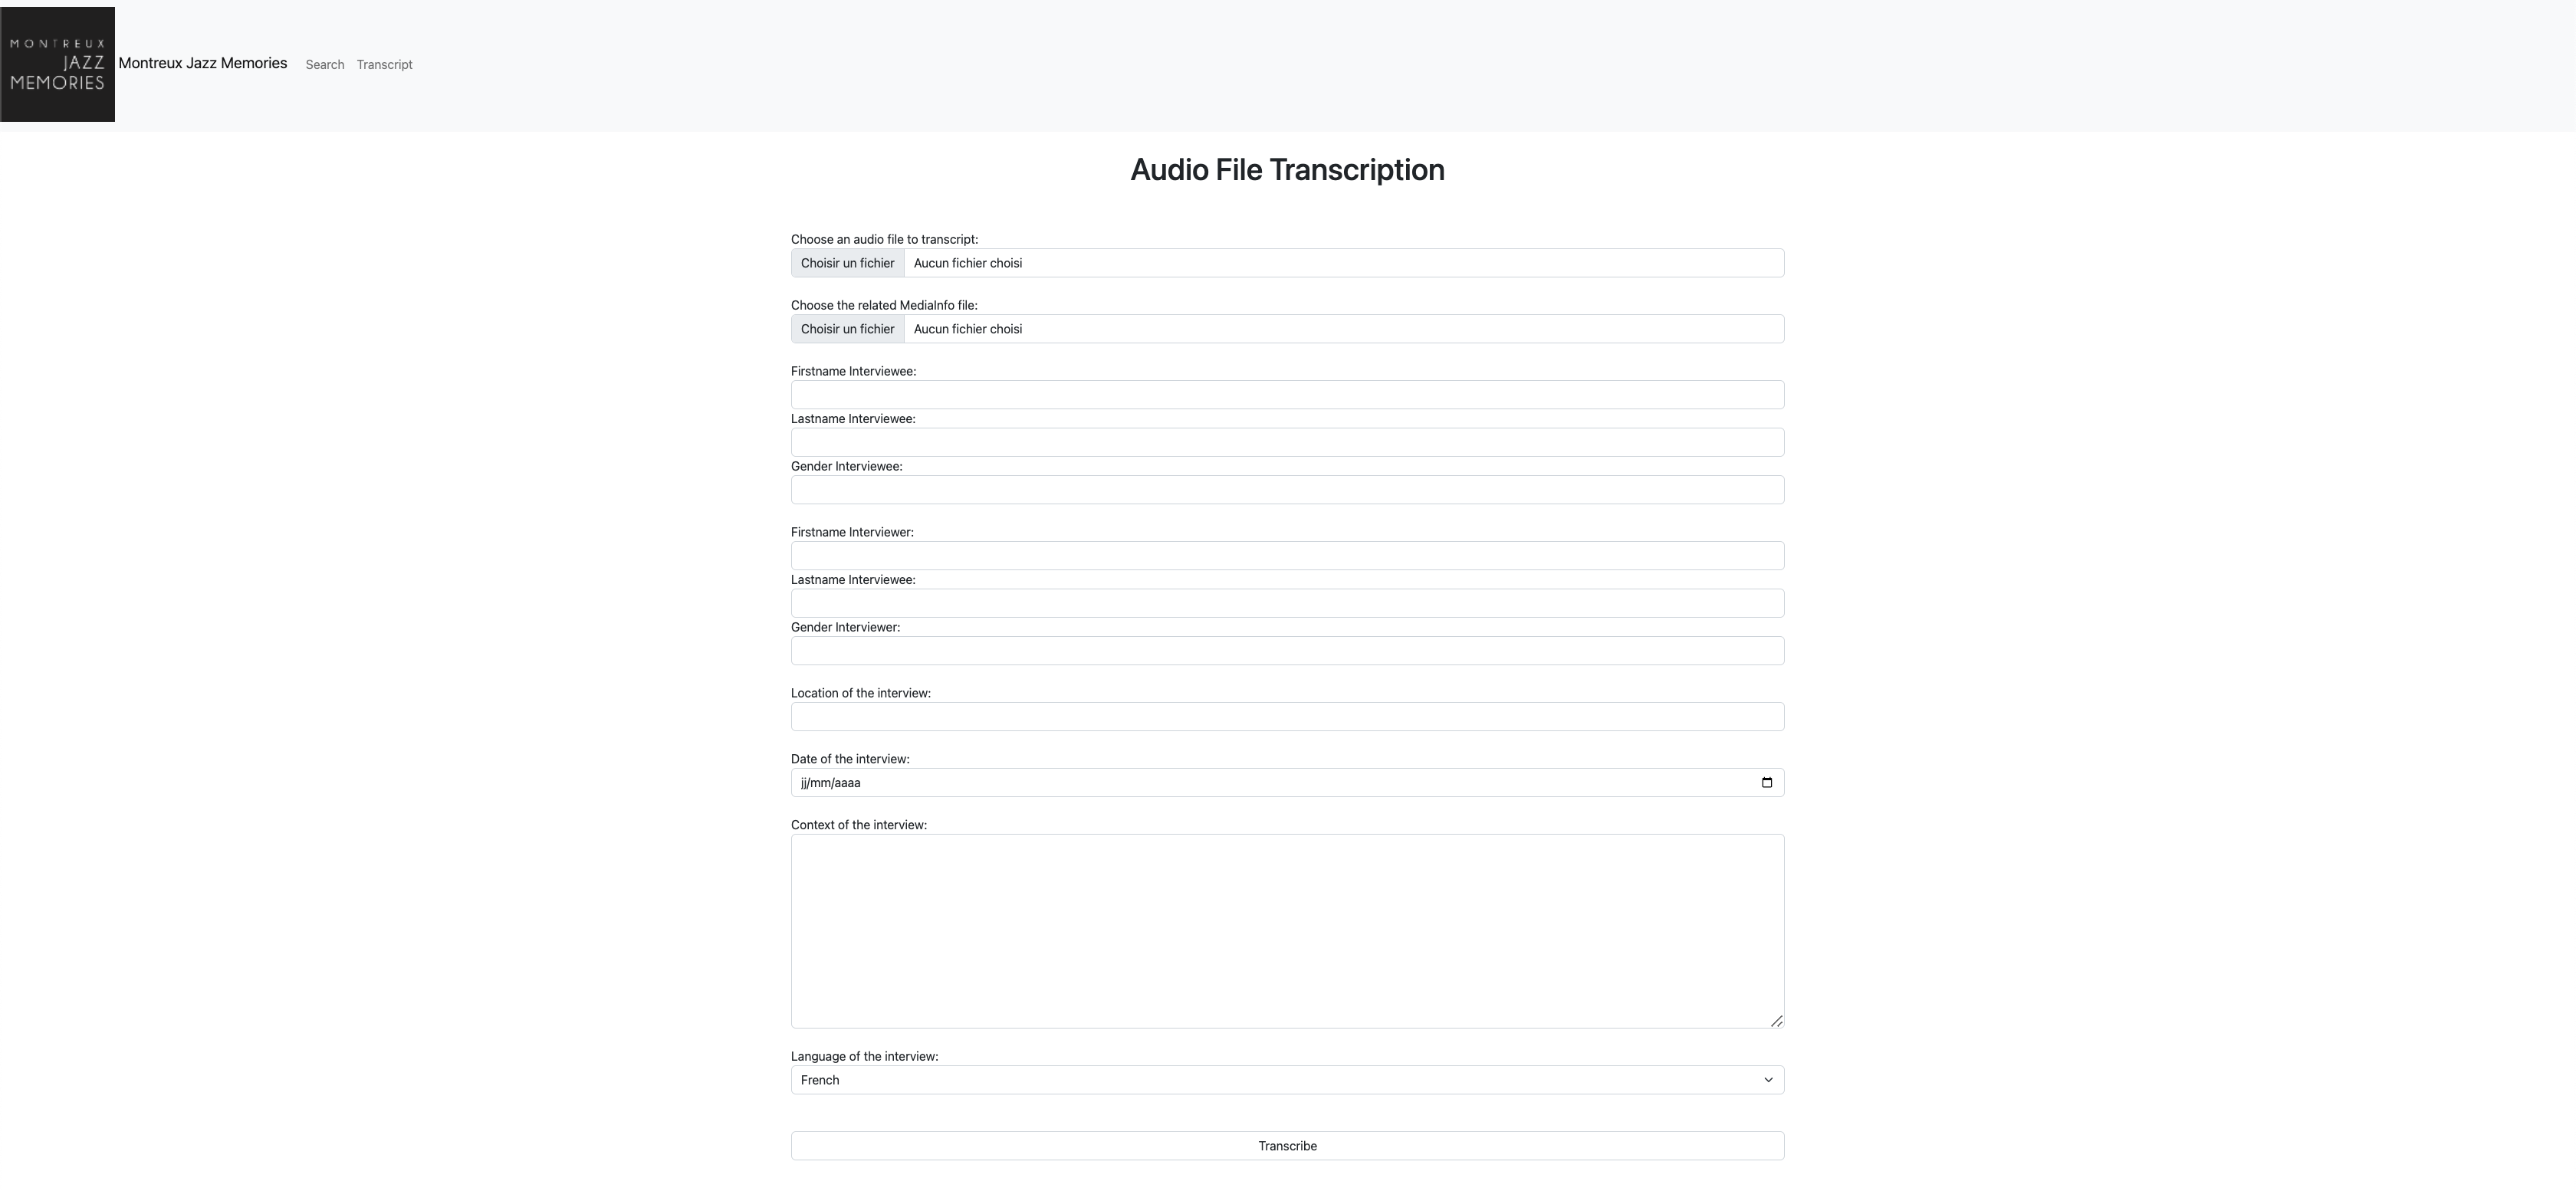 MONTREUX
JAZZ
MEMORIES
Montreux Jazz Memories Search Transcript
Audio File Transcription
Choose an audio file to transcript:
Choisir un fichier Aucun fichier choisi
Choose the related MediaInfo file:
Choisir un fichier Aucun fichier choisi
Firstname Interviewee:
Lastname Interviewee:
Gender Interviewee:
Firstname Interviewer:
Lastname Interviewee:
Gender Interviewer:
Location of the interview:
Date of the interview:
jj/mm/aaaa
Context of the interview:
Language of the interview:
French
Transcribe